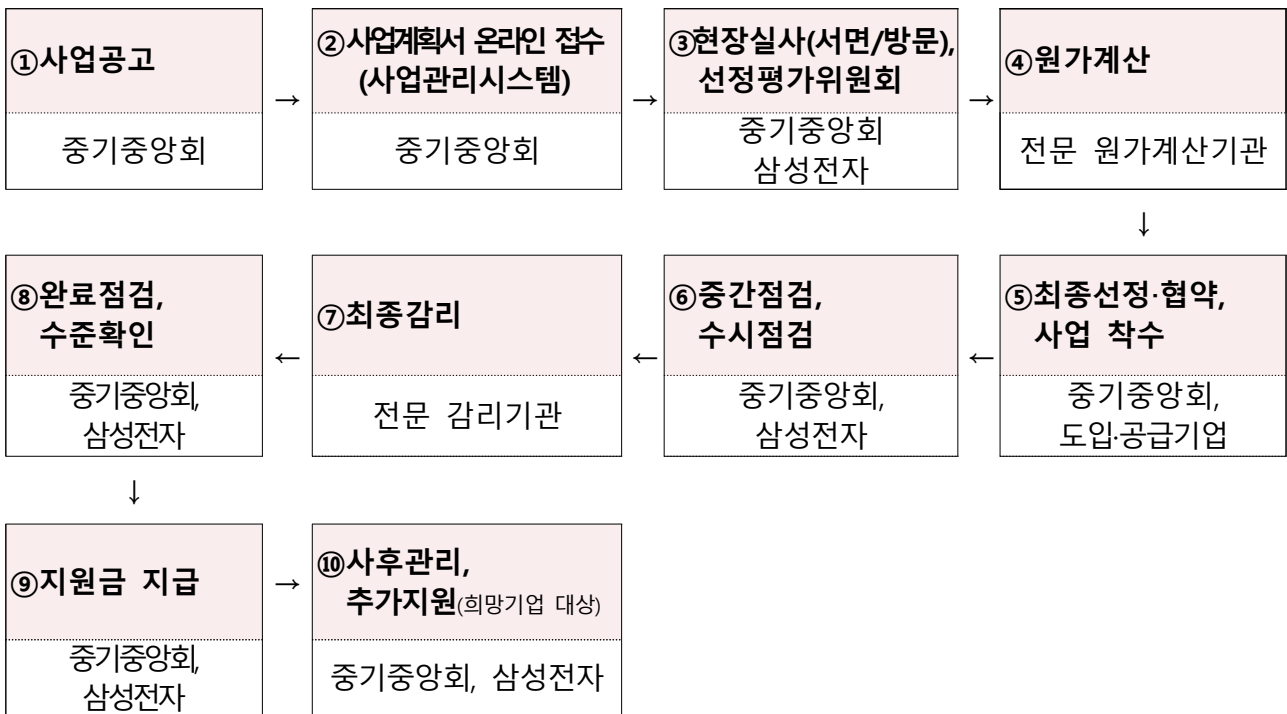 ①사업공고
중기중앙회
→
②사업계획서 온라인 접수
(사업관리시스템)
중기중앙회
→
③현장실사(서면/방문),
선정평가위원회
중기중앙회
삼성전자
→
④원가계산
전문 원가계산기관
↓
⑤최종선정·협약,
사업 착수
중기중앙회,
도입·공급기업
←
⑥중간점검,
수시점검
중기중앙회,
삼성전자
←
⑦최종감리
전문 감리기관
←
⑧완료점검,
수준확인
중기중앙회,
삼성전자
↓
⑨지원금 지급
중기중앙회,
삼성전자
→
⑩사후관리,
추가지원(희망기업 대상)
중기중앙회, 삼성전자